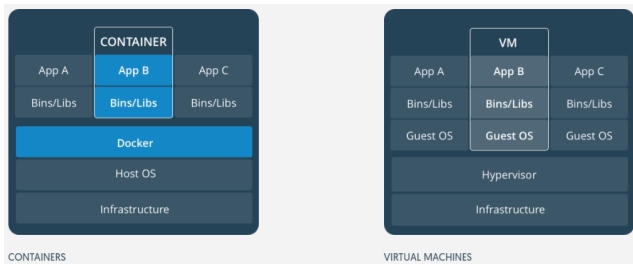 CONTAINER
App A App B App C
Bins/Libs Bins/Libs Bins/Libs
Docker
Host OS
Infrastructure
CONTAINERS
VM
App A App B App C
Bins/Libs Bins/Libs Bins/Libs
Guest OS Guest OS Guest OS
Hypervisor
Infrastructure
VIRTUAL MACHINES